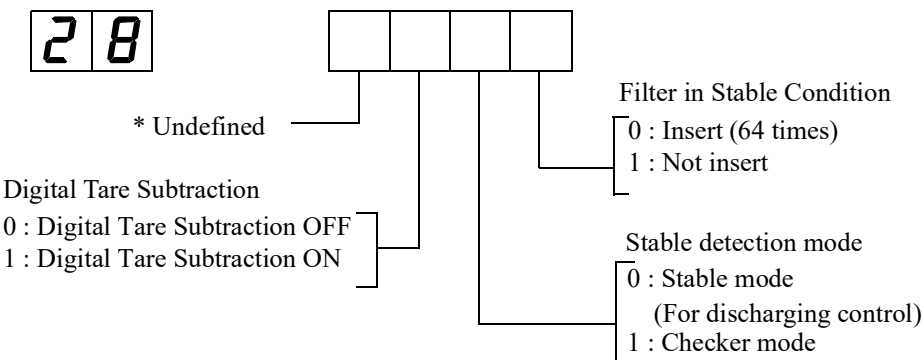 28
Filter in Stable Condition
0 : Insert (64 times)
1 : Not insert
* Undefined
Digital Tare Subtraction
0 : Digital Tare Subtraction OFF
1 : Digital Tare Subtraction ON
Stable detection mode
0 : Stable mode
(For discharging control)
1 : Checker mode